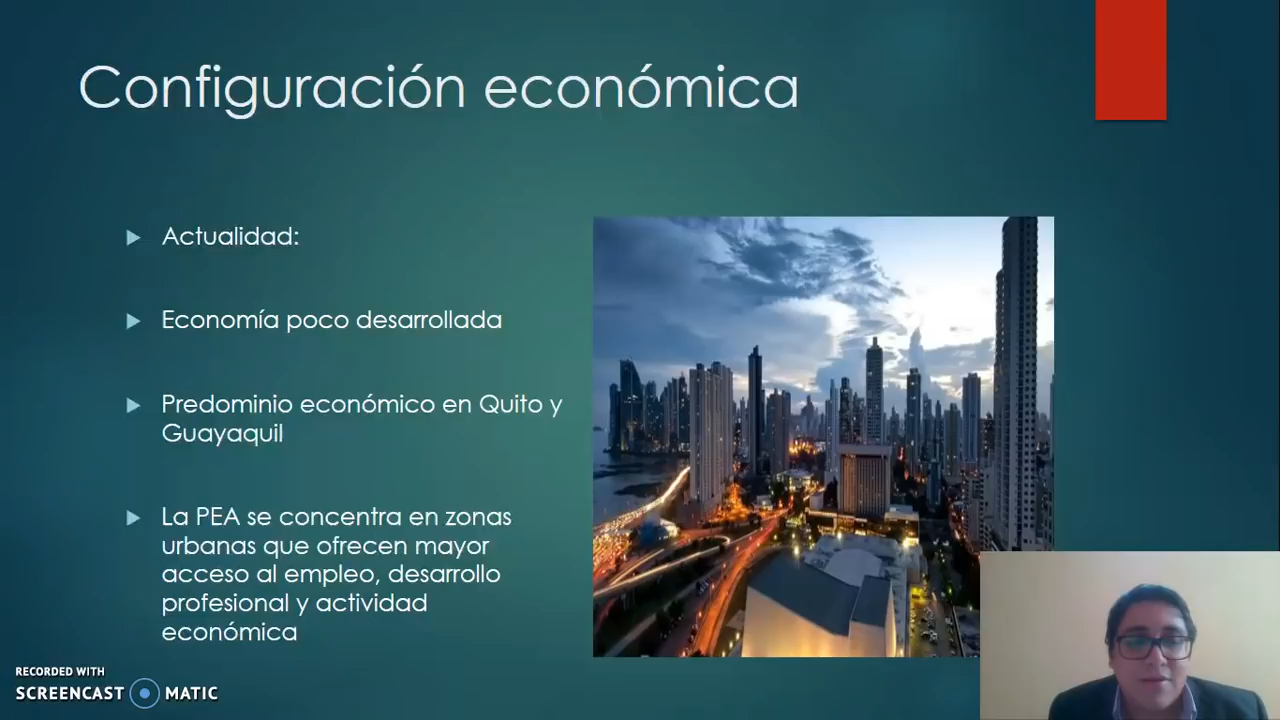 Configuración económica
Actualidad:
Economía poco desarrollada
Predominio económico en Quito y
Guayaquil
La PEA se concentra en zonas
urbanas que ofrecen mayor
acceso al empleo, desarrollo
profesional y actividad
económica
RECORDED WITH
SCREENCAST MATIC